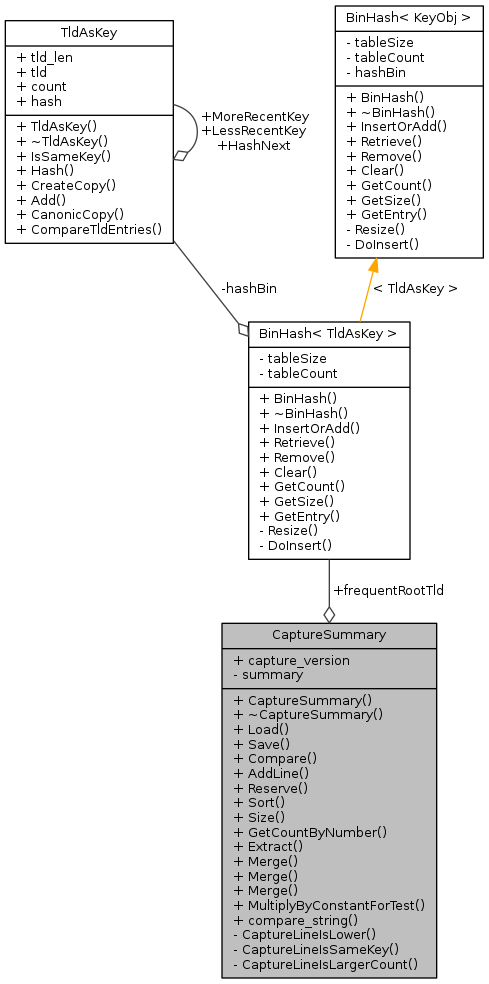 TldAsKey
+ tld_len
+ tld
+ count
+ hash
+ TldAsKey()
+ ~TldAsKey()
+ IsSameKey()
+ Hash()
+ CreateCopy()
+ Add()
+ CanonicCopy()
+ CompareTldEntries()
+MoreRecentKey
+LessRecentKey
+HashNext
BinHash< KeyObj >
- tableSize
- tableCount
- hashBin
+ BinHash()
+ ~BinHash()
+ InsertOrAdd()
+ Retrieve()
+ Remove()
+ Clear()
+ GetCount()
+ GetSize()
+ GetEntry()
- Resize()
- DoInsert()
-hashBin
< TldAsKey >
BinHash< TldAsKey >
- tableSize
- tableCount
+ BinHash()
+ ~BinHash()
+ InsertOrAdd()
+ Retrieve()
+ Remove()
+ Clear()
+ GetCount()
+ GetSize()
+ GetEntry()
- Resize()
- DoInsert()
+frequentRootTld
CaptureSummary
+ capture_version
- summary
+ CaptureSummary()
+ ~CaptureSummary()
+ Load()
+ Save()
+ Compare()
+ AddLine()
+ Reserve()
+ Sort()
+ Size()
+ GetCountByNumber()
+ Extract()
+ Merge()
+ Merge()
+ Merge()
+ MultiplyByConstantForTest()
+ compare_string()
- CaptureLineIsLower()
- CaptureLineIsSameKey()
- CaptureLineIsLargerCount()